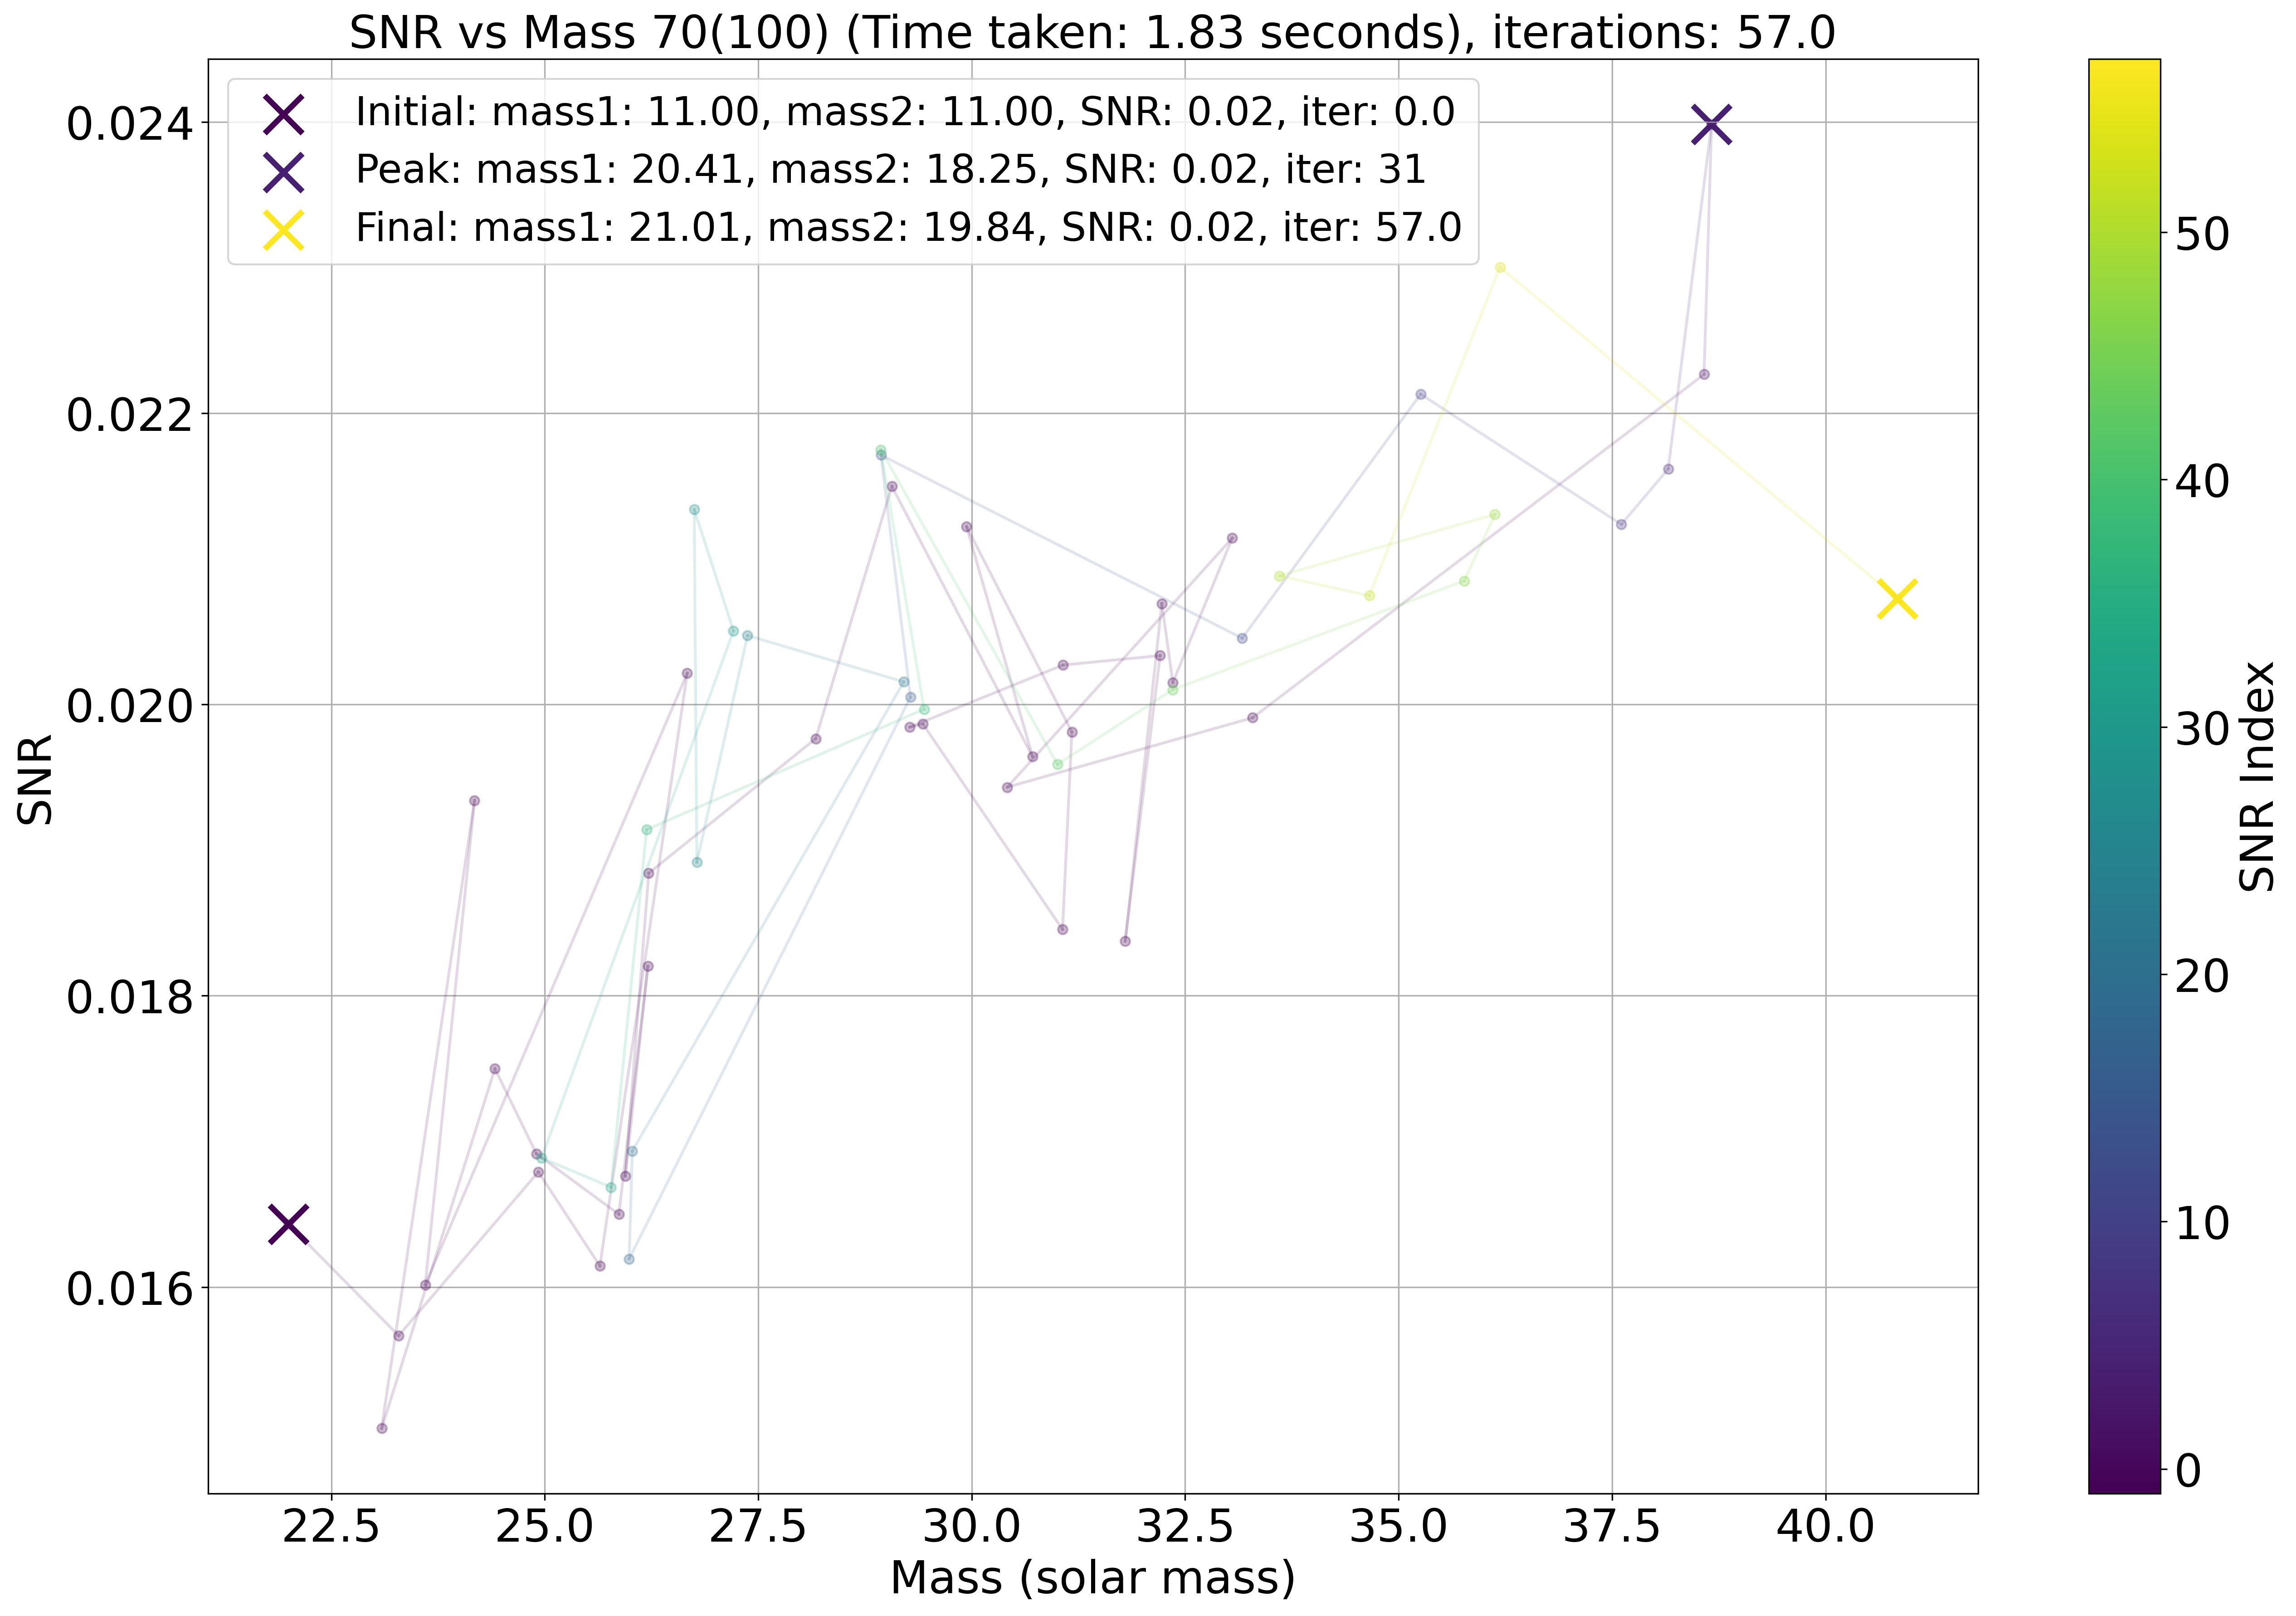 SNR vs Mass 70(100) (Time taken: 1.83 seconds), iterations: 57.0
Initial: mass1: 11.00, mass2: 11.00, SNR: 0.02, iter: 0.0
Peak: mass1: 20.41, mass2: 18.25, SNR: 0.02, iter: 31
Final: mass1: 21.01, mass2: 19.84, SNR: 0.02, iter: 57.0
0.024
0.022
0.020
0.018
0.016
SNR
22.5 25.0 27.5 30.0 32.5 35.0 37.5 40.0
Mass (solar mass)
50
40
30
20
10
0
SNR Index